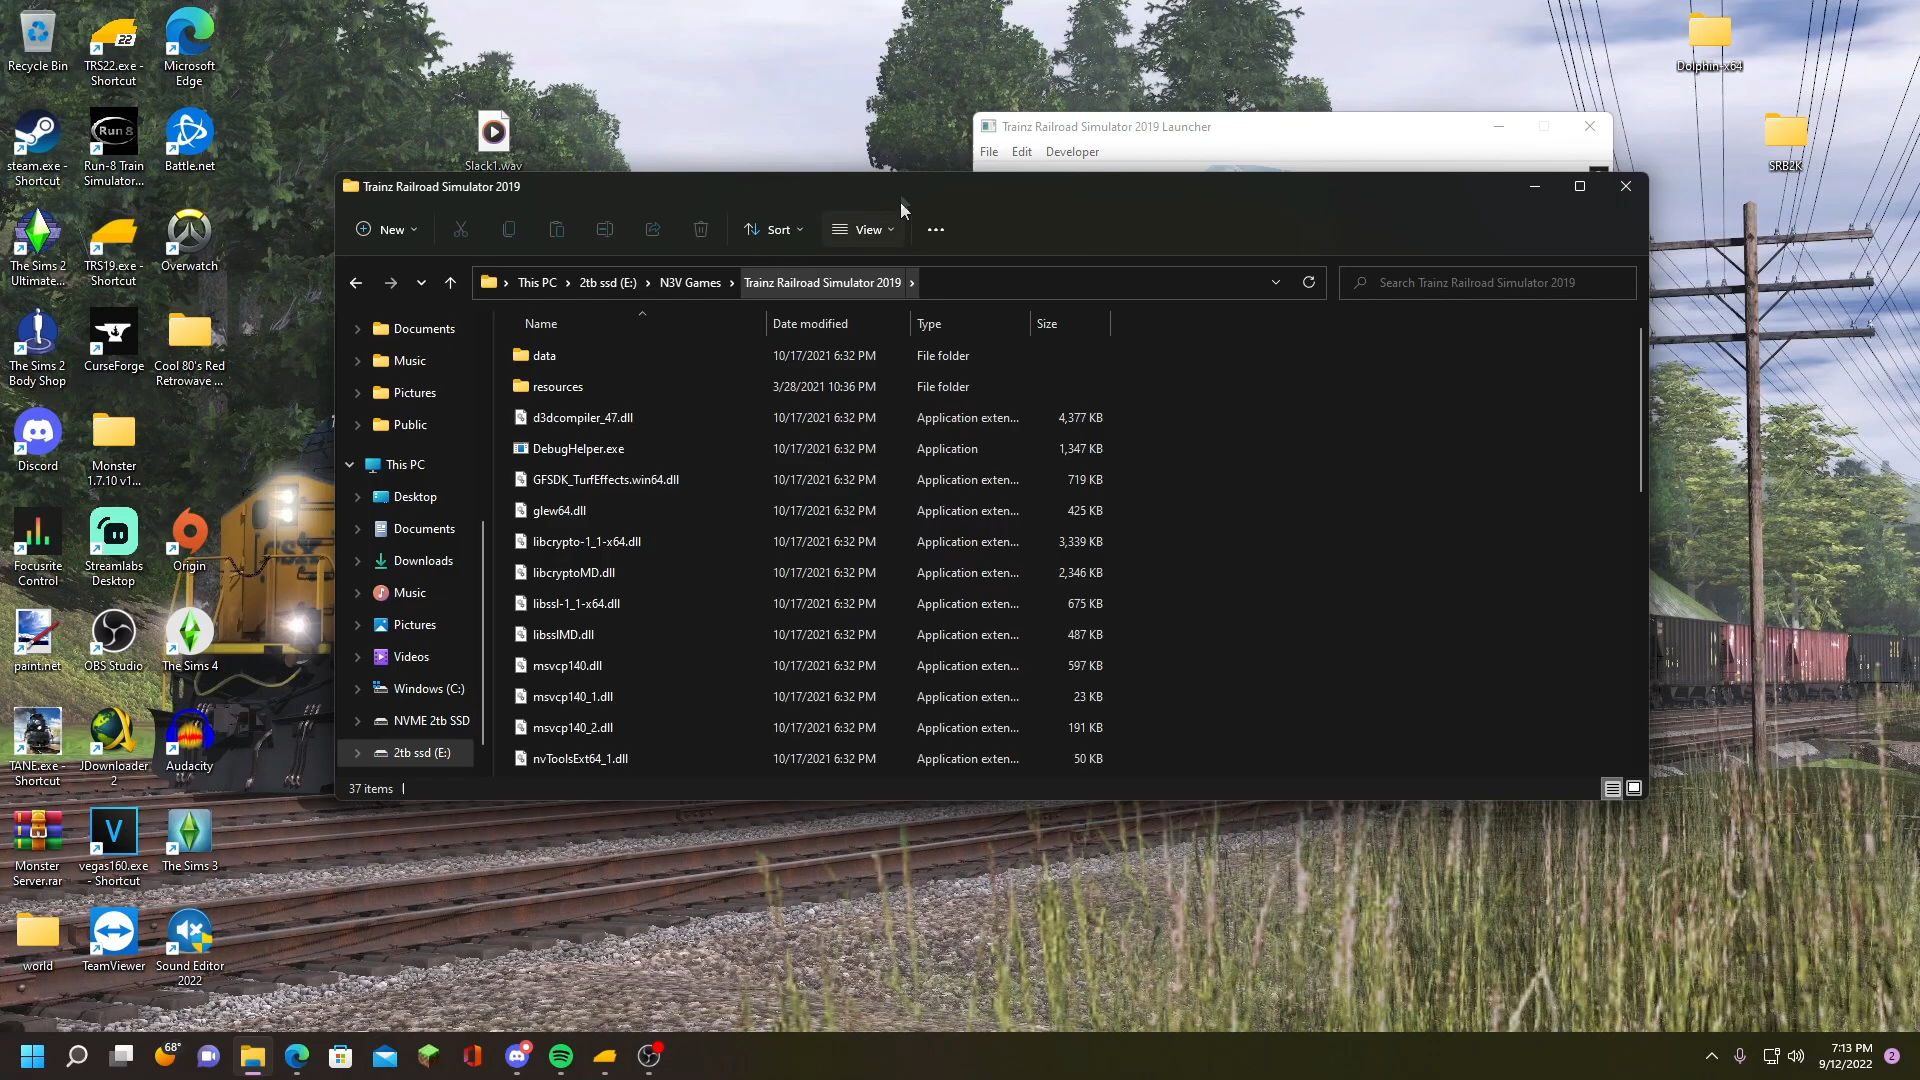 Recycle Bin
TRS22.exe -
Shortcut
Microsoft
Edge
steam.exe -
Shortcut
Run8
Run-8 Train
Simulator...
Battle.net
The Sims 2
Ultimate...
TRS19.exe -
Shortcut
Overwatch
The Sims 2
Body Shop
CurseForge
Cool 80's Red
Retrowave ...
Discord
Monster
1.7.10 v1...
Focusrite
Control
Streamlabs
Desktop
Origin
paint.net
OBS Studio
The Sims 4
TANE.exe -
Shortcut
JDownloader
2
Audacity
Monster
Server.rar
vegas160.exe
- Shortcut
The Sims 3
world
TeamViewer
Sound Editor
2022
Slack1.wav
Dolphin-x64
SRB2K
Trainz Railroad Simulator 2019 Launcher
File Edit Developer
Trainz Railroad Simulator 2019
New Sort View
This PC 2tb ssd (E:) N3V Games Trainz Railroad Simulator 2019
Search Trainz Railroad Simulator 2019
Documents
Music
Pictures
Public
This PC
Desktop
Documents
Downloads
Music
Pictures
Videos
Windows (C:)
NVME 2tb SSD
2tb ssd (E:)
Name Date modified Type Size
data 10/17/2021 6:32 PM File folder
resources 3/28/2021 10:36 PM File folder
d3dcompiler_47.dll 10/17/2021 6:32 PM Application exten... 4,377 KB
DebugHelper.exe 10/17/2021 6:32 PM Application 1,347 KB
GFSDK_TurfEffects.win64.dll 10/17/2021 6:32 PM Application exten... 719 KB
glew64.dll 10/17/2021 6:32 PM Application exten... 425 KB
libcrypto-1_1-x64.dll 10/17/2021 6:32 PM Application exten... 3,339 KB
libcryptoMD.dll 10/17/2021 6:32 PM Application exten... 2,346 KB
libssl-1_1-x64.dll 10/17/2021 6:32 PM Application exten... 675 KB
libsslMD.dll 10/17/2021 6:32 PM Application exten... 487 KB
msvcp140.dll 10/17/2021 6:32 PM Application exten... 597 KB
msvcp140_1.dll 10/17/2021 6:32 PM Application exten... 23 KB
msvcp140_2.dll 10/17/2021 6:32 PM Application exten... 191 KB
nvToolsExt64_1.dll 10/17/2021 6:32 PM Application exten... 50 KB
37 items
68°
7:13 PM
9/12/2022
2